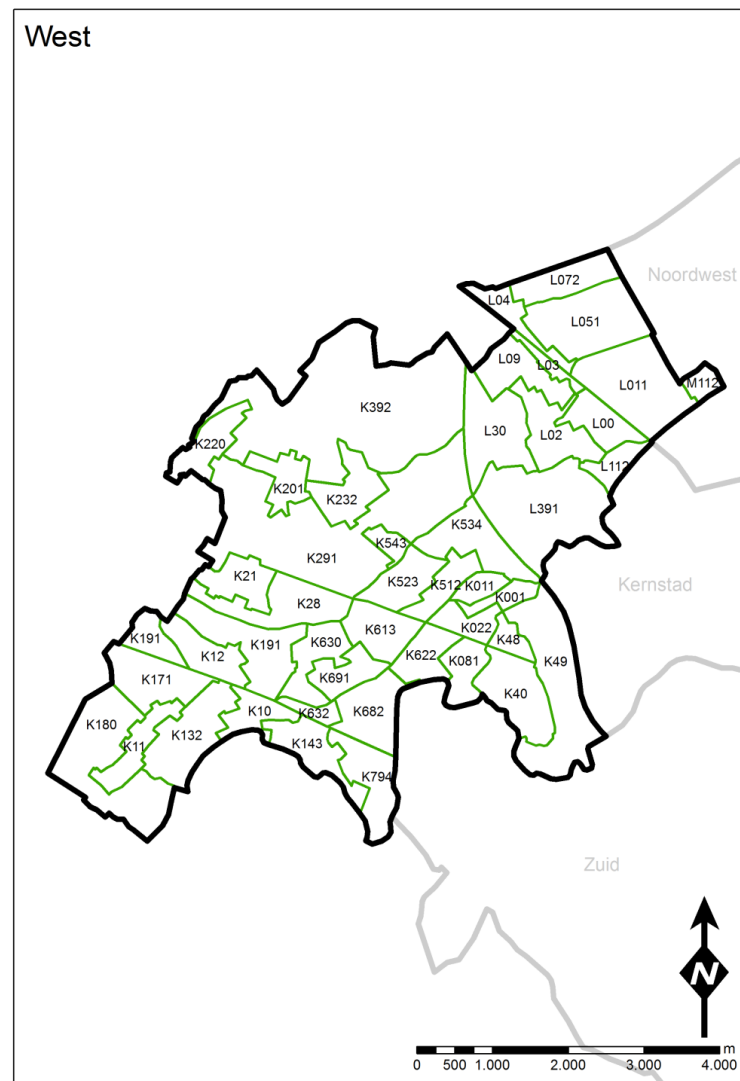 West
Noordwest
L072
L04
L051
L09
L03
L011
M112
K392
L00
L30
L02
K220
L112
K201
K232
L391
K534
K543
K291
K523
K512
K011
K21
K001
K28
K613
K022
K191
K630
K191
K48
K12
K622
K49
K081
K171
K691
K40
K180
K10
K632
K682
K11
K132
K143
K794
Kernstad
Zuid
N
0 500 1.000 2.000 3.000 4.000 m